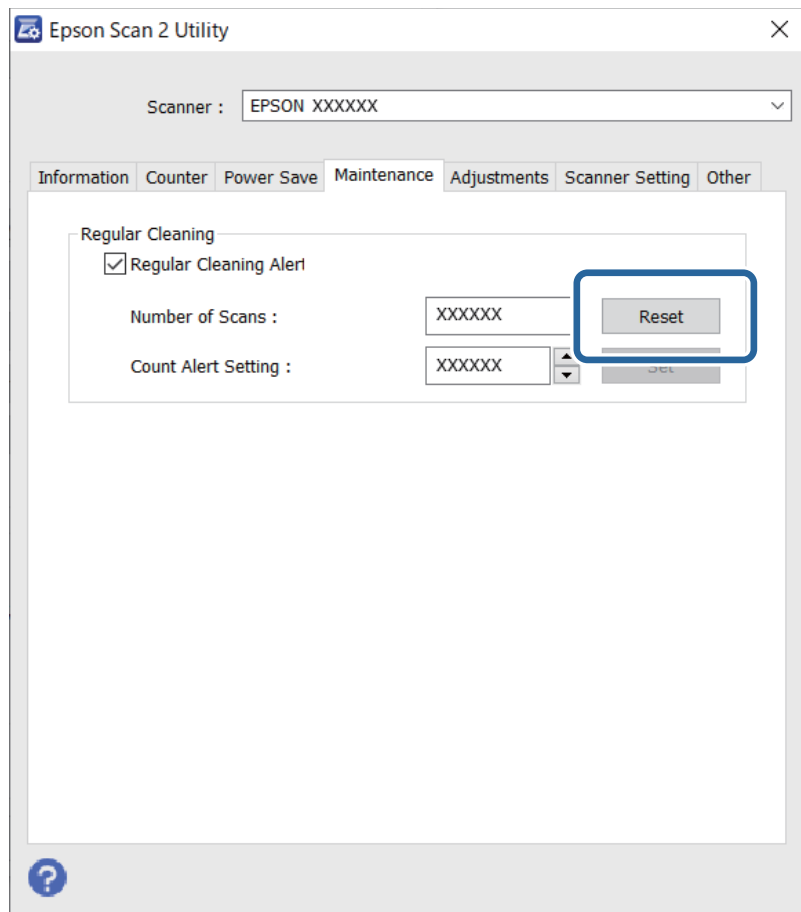 Epson Scan 2 Utility
Scanner : EPSON XXXXXX
Information Counter Power Save Maintenance Adjustments Scanner Setting Other
Regular Cleaning
Regular Cleaning Alert
Number of Scans : XXXXXX Reset
Count Alert Setting : XXXXXX Set
?